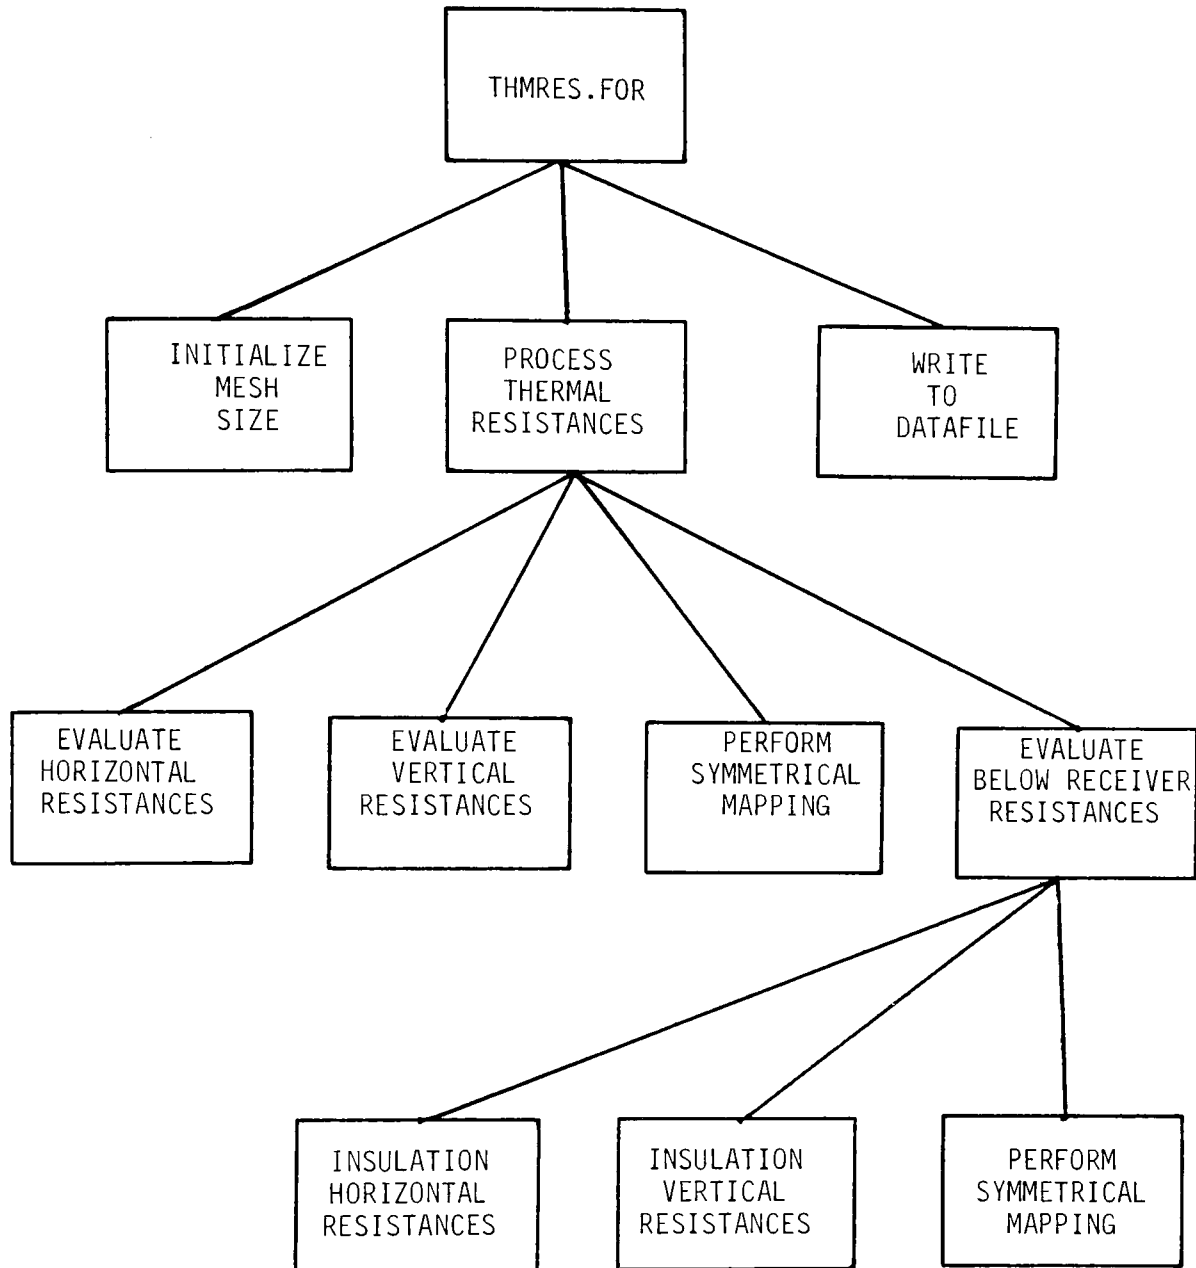 THMRES.FOR
INITIALIZE
MESH
SIZE
PROCESS
THERMAL
RESISTANCES
WRITE
TO
DATAFILE
EVALUATE
HORIZONTAL
RESISTANCES
EVALUATE
VERTICAL
RESISTANCES
PERFORM
SYMMETRICAL
MAPPING
EVALUATE
BELOW RECEIVER
RESISTANCES
INSULATION
HORIZONTAL
RESISTANCES
INSULATION
VERTICAL
RESISTANCES
PERFORM
SYMMETRICAL
MAPPING